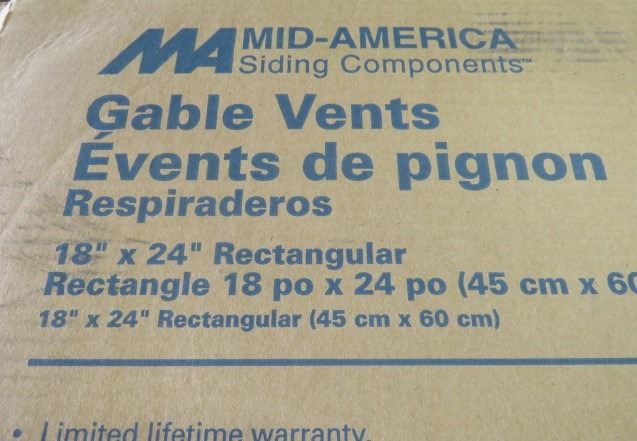 MA MID-AMERICA
Siding Components™
Gable Vents
Évents de pignon
Respiraderos
18" x 24" Rectangular
Rectangle 18 po x 24 po (45 cm x 60
18" x 24" Rectangular (45 cm x 60 cm)
• Limited lifetime warranty.